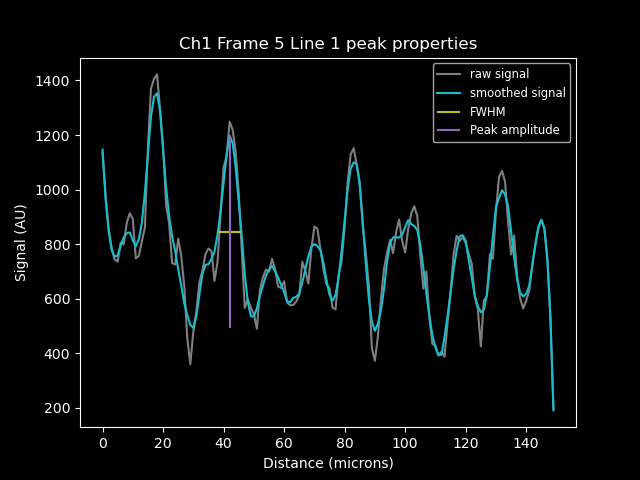 Ch1 Frame 5 Line 1 peak properties
raw signal
smoothed signal
FWHM
Peak amplitude
Signal (AU)
1400
1200
1000
800
600
400
200
0 20 40 60 80 100 120 140
Distance (microns)